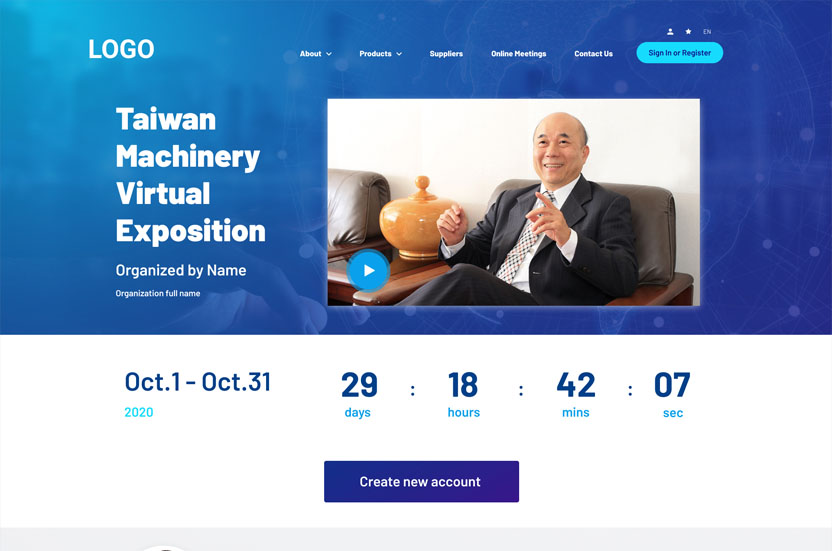 LOGO
EN
About
Products
Suppliers
Online Meetings
Contact Us
Sign In or Register
Taiwan
Machinery
Virtual
Exposition
Organized by Name
Organization full name
Oct.1 - Oct.31
2020
29 : 18 : 42 : 07
days hours mins sec
Create new account